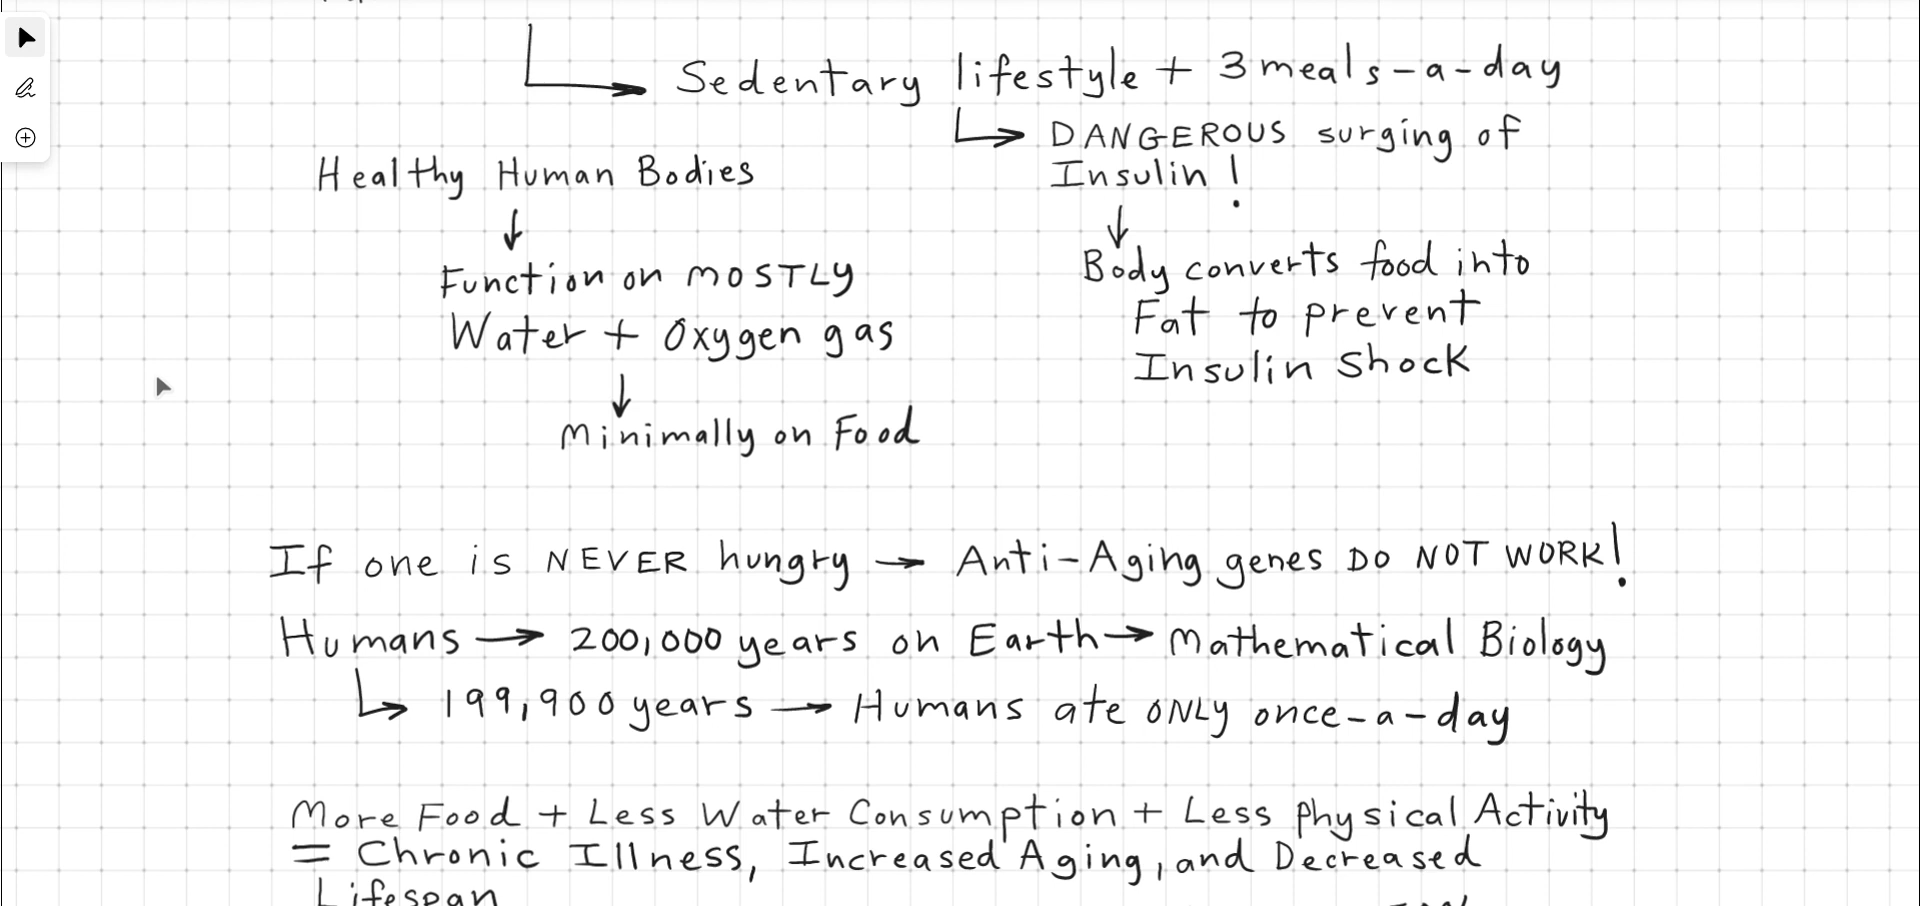 Sedentary lifestyle + 3 meals-a-day
DANGEROUS surging of
Insulin!
Healthy Human Bodies
Function on MOSTLY
Water + Oxygen gas
Minimally on Food
Body converts food into
Fat to prevent
Insulin Shock
If one is NEVER hungry → Anti-Aging genes DO NOT WORK!
Humans → 200,000 years on Earth → Mathematical Biology
↳ 199,900 years → Humans ate ONLY once-a-day
More Food + Less Water Consumption + Less Physical Activity
= Chronic Illness, Increased Aging, and Decreased
Lifespan